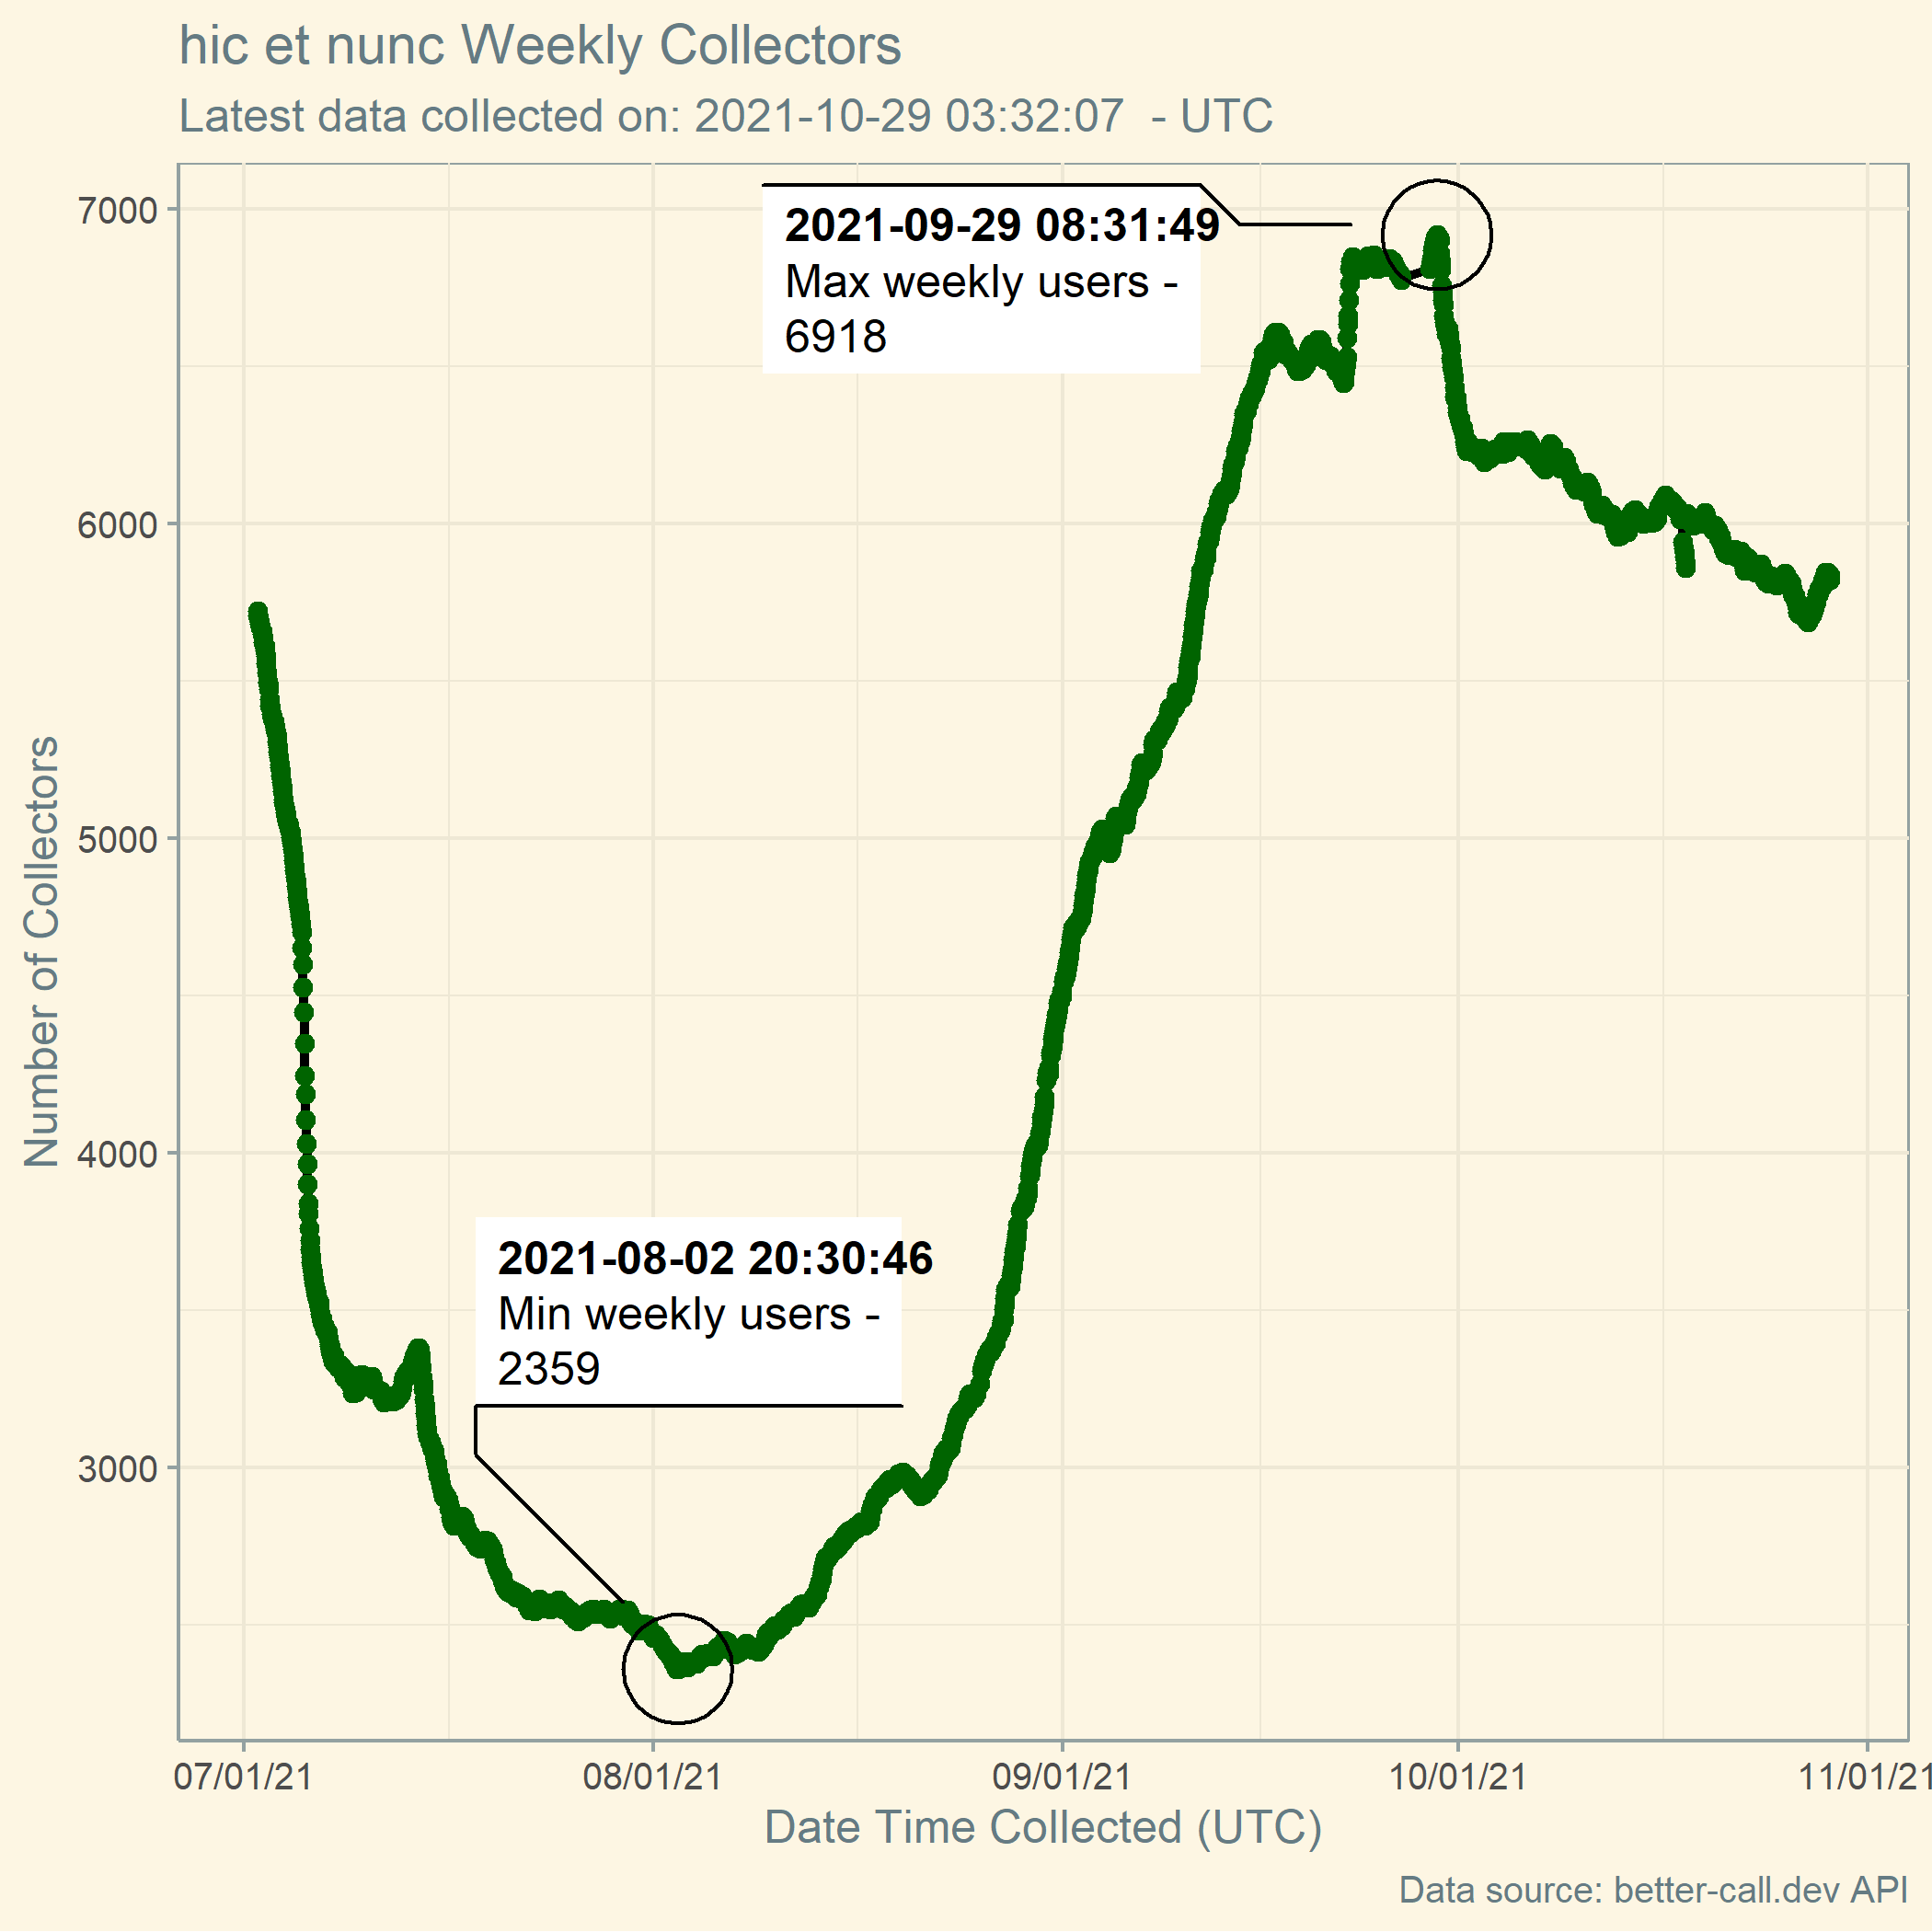 hic et nunc Weekly Collectors
Latest data collected on: 2021-10-29 03:32:07  - UTC
7000
6000
5000
4000
3000
Number of Collectors
2021-09-29 08:31:49
Max weekly users -
6918
2021-08-02 20:30:46
Min weekly users -
2359
07/01/21
08/01/21
09/01/21
10/01/21
11/01/21
Date Time Collected (UTC)
Data source: better-call.dev API